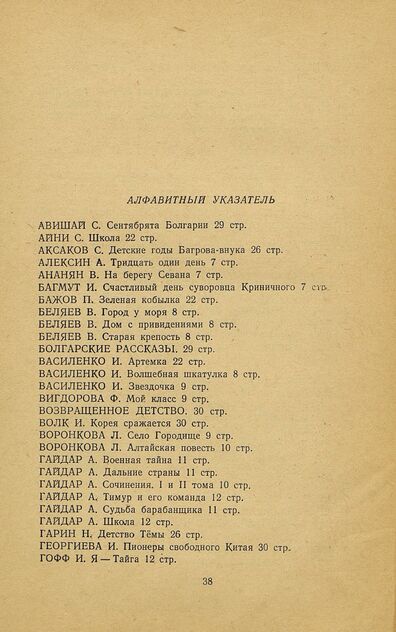 АЛФАВИТНЫЙ УКАЗАТЕЛЬ
АВИШАЙ С. Сентябрята Болгарии 29 стр.
АЙНИ С. Школа 22 стр.
АКСАКОВ С. Детские годы Багрова-внука 26 стр.
АЛЕКСИН А. Тридцать один день 7 стр.
АНАНЯН В. На берегу Севана 7 стр.
БАГМУТ И. Счастливый день суворовца Криничного 7 стр.
БАЖОВ П. Зеленая кобылка 22 стр.
БЕЛЯЕВ В. Город у моря 8 стр.
БЕЛЯЕВ В. Дом с привидениями 8 стр.
БЕЛЯЕВ В. Старая крепость 8 стр.
БОЛГАРСКИЕ РАССКАЗЫ. 29 стр.
ВАСИЛЕНКО И. Артемка 22 стр.
ВАСИЛЕНКО И. Волшебная шкатулка 8 стр.
ВАСИЛЕНКО И. Звездочка 9 стр.
ВИГДОРОВА Ф. Мой класс 9 стр.
ВОЗВРАЩЕННОЕ ДЕТСТВО. 30 стр.
ВОЛК И. Корея сражается 30 стр.
ВОРОНКОВА Л. Село Городище 9 стр.
ВОРОНКОВА Л. Алтайская повесть 10 стр.
ГАЙДАР А. Военная тайна 11 стр.
ГАЙДАР А. Дальние страны 11 стр.
ГАЙДАР А. Сочинения. I и II тома 10 стр.
ГАЙДАР А. Тимур и его команда 12 стр.
ГАЙДАР А. Судьба барабанщика 11 стр.
ГАЙДАР А. Школа 12 стр.
ГАРИН Н. Детство Тёмы 26 стр.
ГЕОРГИЕВА И. Пионеры свободного Китая 30 стр.
ГОФФ И. Я — Тайга 12 стр.
38